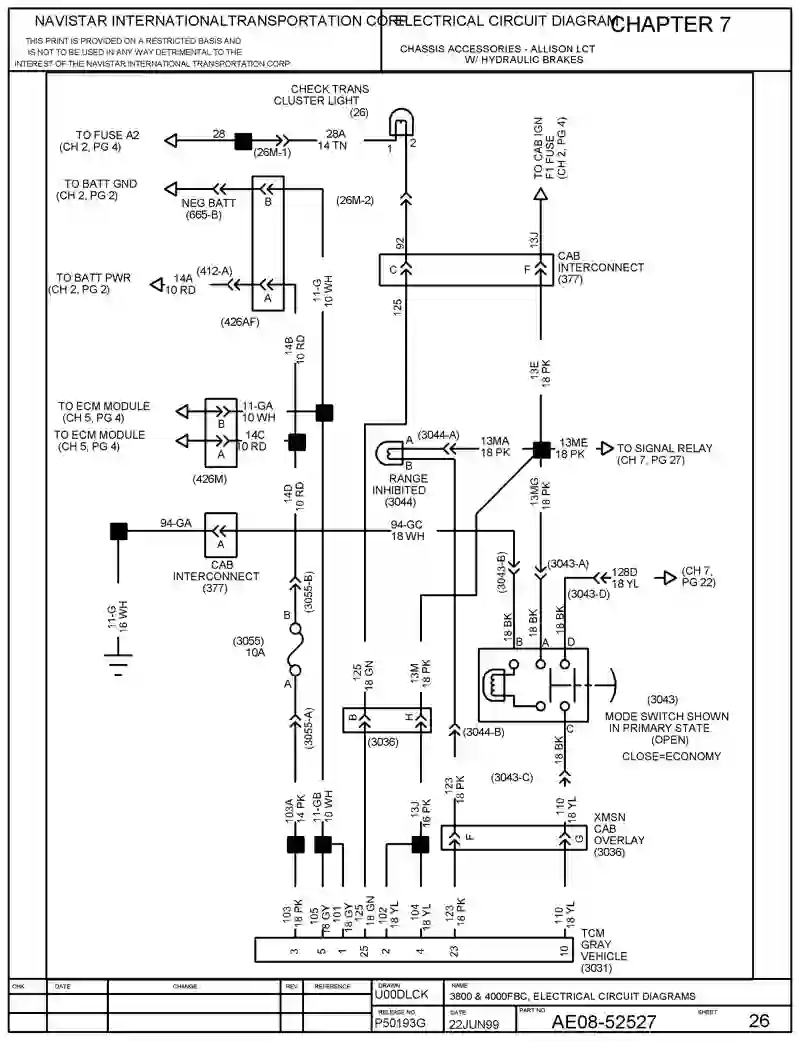 NAVISTAR INTERNATIONALTRANSPORTATION CORP
ELECTRICAL CIRCUIT DIAGRAM
CHAPTER 7
THIS PRINT IS PROVIDED ON A RESTRICTED BASIS AND
IS NOT TO BE USED IN ANY WAY DETRIMENTAL TO THE
INTEREST OF THE NAVISTAR INTERNATIONAL TRANSPORTATION CORP
CHASSIS ACCESSORIES - ALLISON LCT
W/ HYDRAULIC BRAKES
CHECK TRANS
CLUSTER LIGHT
(26)
TO FUSE A2
(CH 2, PG 4)
28
(26M-1)
28A
14 TN
1
2
TO CAB IGN
F1 FUSE
(CH 2, PG 4)
TO BATT GND
(CH 2, PG 2)
NEG BATT
(665-B)
B
(26M-2)
92
13J
CAB
INTERCONNECT
(377)
C
F
TO BATT PWR
(CH 2, PG 2)
14A
10 RD
(412-A)
A
(426AF)
11-G
10 WH
125
14B
10 RD
13E
18 PK
TO ECM MODULE
(CH 5, PG 4)
B
11-GA
10 WH
TO ECM MODULE
(CH 5, PG 4)
A
14C
10 RD
(426M)
A
(3044-A)
13MA
18 PK
13ME
18 PK
TO SIGNAL RELAY
(CH 7, PG 27)
B
RANGE
INHIBITED
(3044)
14D
10 RD
13MG
18 PK
94-GA
A
94-GC
18 WH
CAB
INTERCONNECT
(377)
(3043-B)
(3043-A)
128D
18 YL
(CH 7,
PG 22)
(3043-D)
11-G
16 WH
(3055-B)
B
(3055)
10A
A
18 BK
18 BK
18 BK
B
A
D
125
18 GN
13M
18 PK
(3043)
MODE SWITCH SHOWN
IN PRIMARY STATE
(OPEN)
CLOSE=ECONOMY
(3055-A)
B
H
(3036)
(3044-B)
C
18 BK
(3043-C)
103A
14 PK
11-GB
10 WH
13J
16 PK
123
18 PK
110
18 YL
F
G
XMSN
CAB
OVERLAY
(3036)
103
18 PK
105
18 GY
101
18 GY
125
18 GN
102
18 YL
104
18 YL
123
18 PK
110
18 YL
3
5
1
25
2
4
23
10
TCM
GRAY
VEHICLE
(3031)
CHK
DATE
CHANGE
REV
REFERENCE
DRAWN
U00DLCK
NAME
3800 & 4000FBC, ELECTRICAL CIRCUIT DIAGRAMS
RELEASE NO.
P50193G
DATE
22JUN99
PART NO.
AE08-52527
SHEET
26